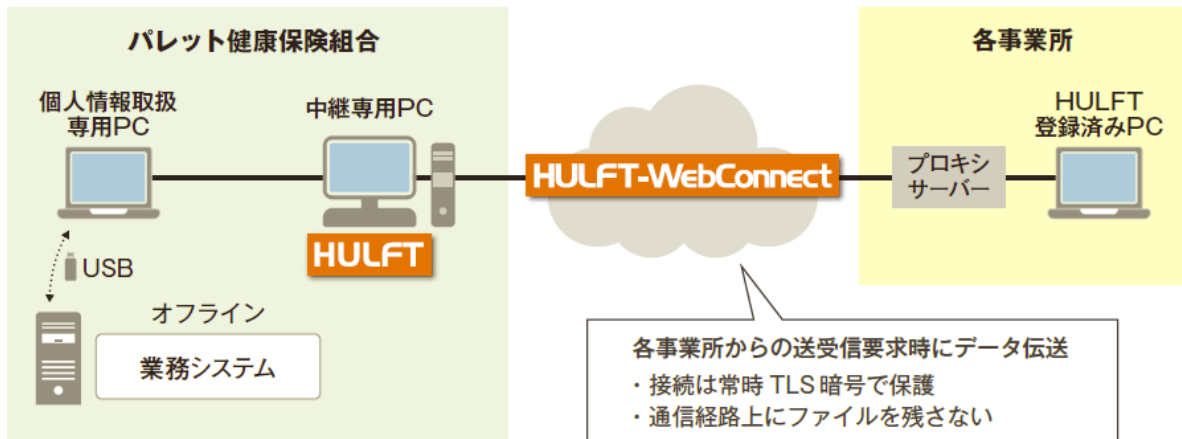 パレット健康保険組合
個人情報取扱
専用PC
中継専用PC
HULFT
USB
オフライン
業務システム
HULFT-WebConnect
各事業所
HULFT
登録済みPC
プロキシ
サーバー
各事業所からの送受信要求時にデータ伝送
・接続は常時 TLS 暗号で保護
・通信経路上にファイルを残さない